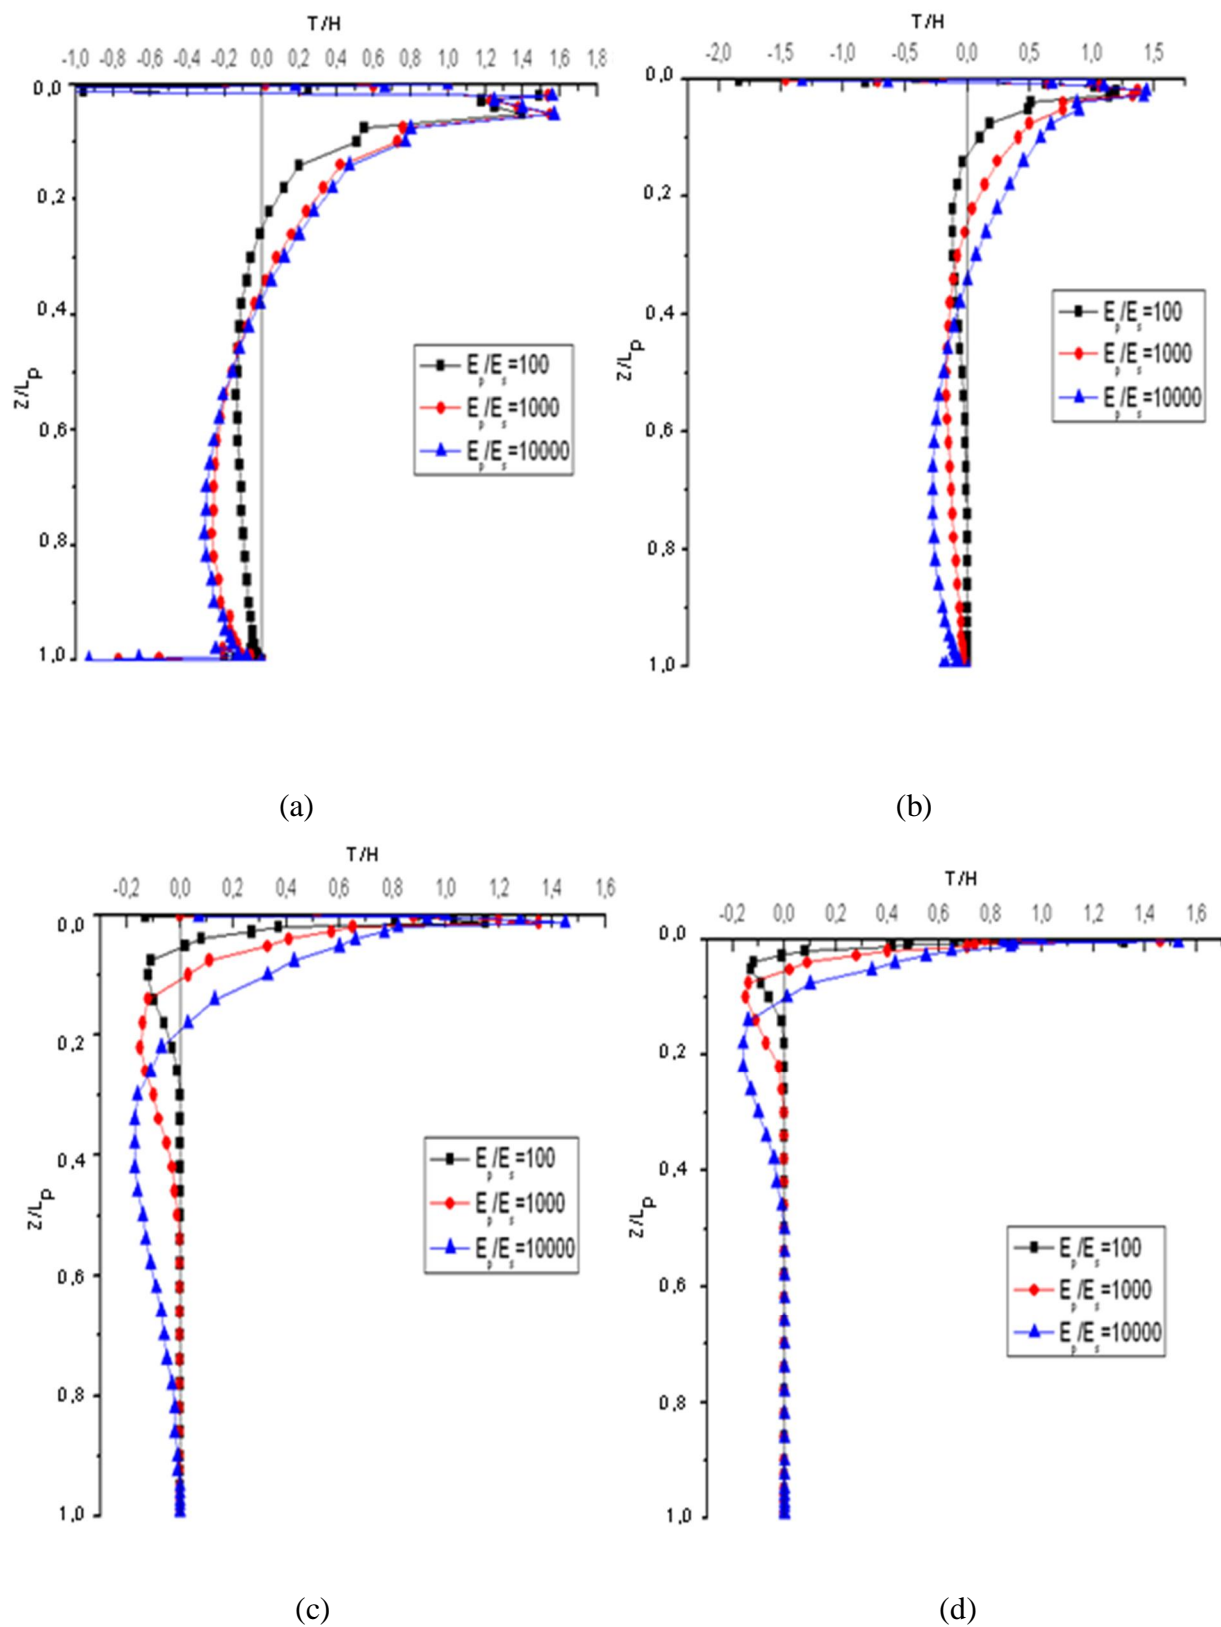 T/H
-1,0 -0,8 -0,6 -0,4 -0,2 0,0 0,2 0,4 0,6 0,8 1,0 1,2 1,4 1,6 1,8
0,0
0,2
0,4
0,6
0,8
1,0
Z/Lp
Ep/Es=100
Ep/Es=1000
Ep/Es=10000
(a)
T/H
-2,0 -1,5 -1,0 -0,5 0,0 0,5 1,0 1,5
0,0
0,2
0,4
0,6
0,8
1,0
Z/Lp
Ep/Es=100
Ep/Es=1000
Ep/Es=10000
(b)
T/H
-0,2 0,0 0,2 0,4 0,6 0,8 1,0 1,2 1,4 1,6
0,0
0,2
0,4
0,6
0,8
1,0
Z/Lp
Ep/Es=100
Ep/Es=1000
Ep/Es=10000
(c)
T/H
-0,2 0,0 0,2 0,4 0,6 0,8 1,0 1,2 1,4 1,6
0,0
0,2
0,4
0,6
0,8
1,0
Z/Lp
Ep/Es=100
Ep/Es=1000
Ep/Es=10000
(d)